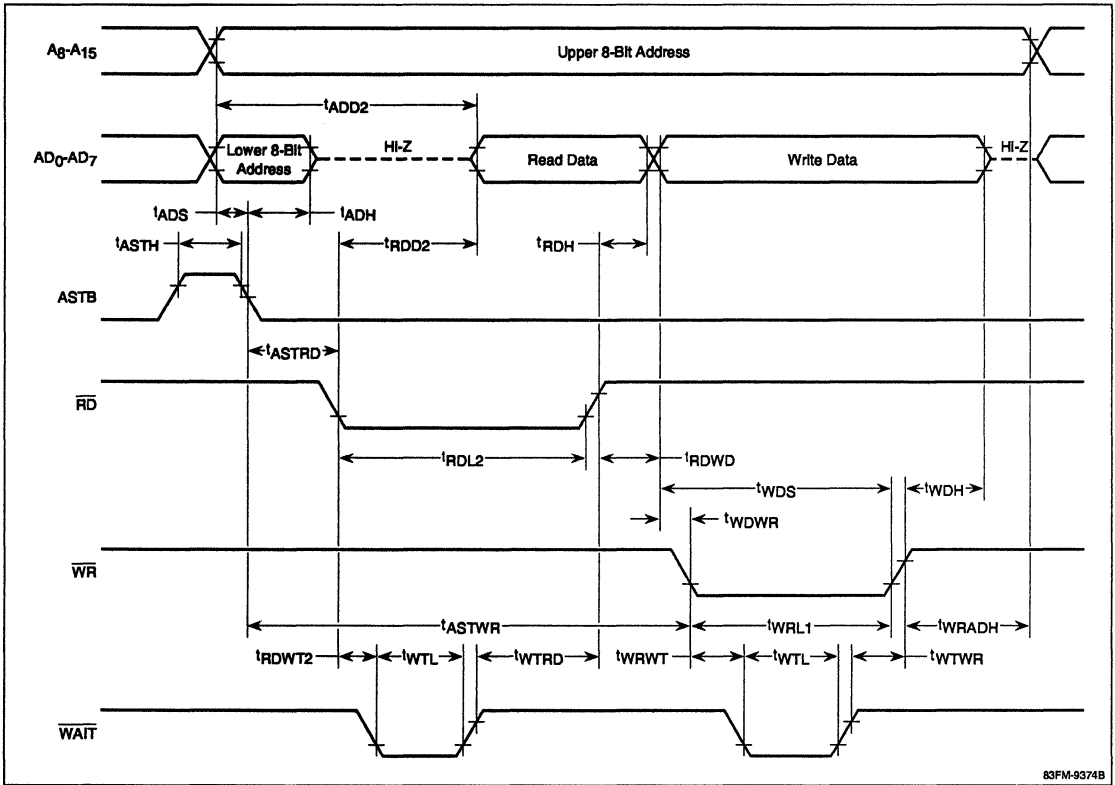 A8-A15
Upper 8-Bit Address
tADD2
AD0-AD7
Lower 8-Bit
Address
HI-Z
Read Data
Write Data
HI-Z
tADS
tADH
tASTH
tRDD2
tRDH
ASTB
tASTRD
RD
tRDL2
tRDWD
tWDS
tWDH
tWDWR
WR
tASTWR
tWRL1
tWRADH
tRDWT2
tWTL
tWTRD
tWRWT
tWTL
tWTWR
WAIT
83FM-9374B